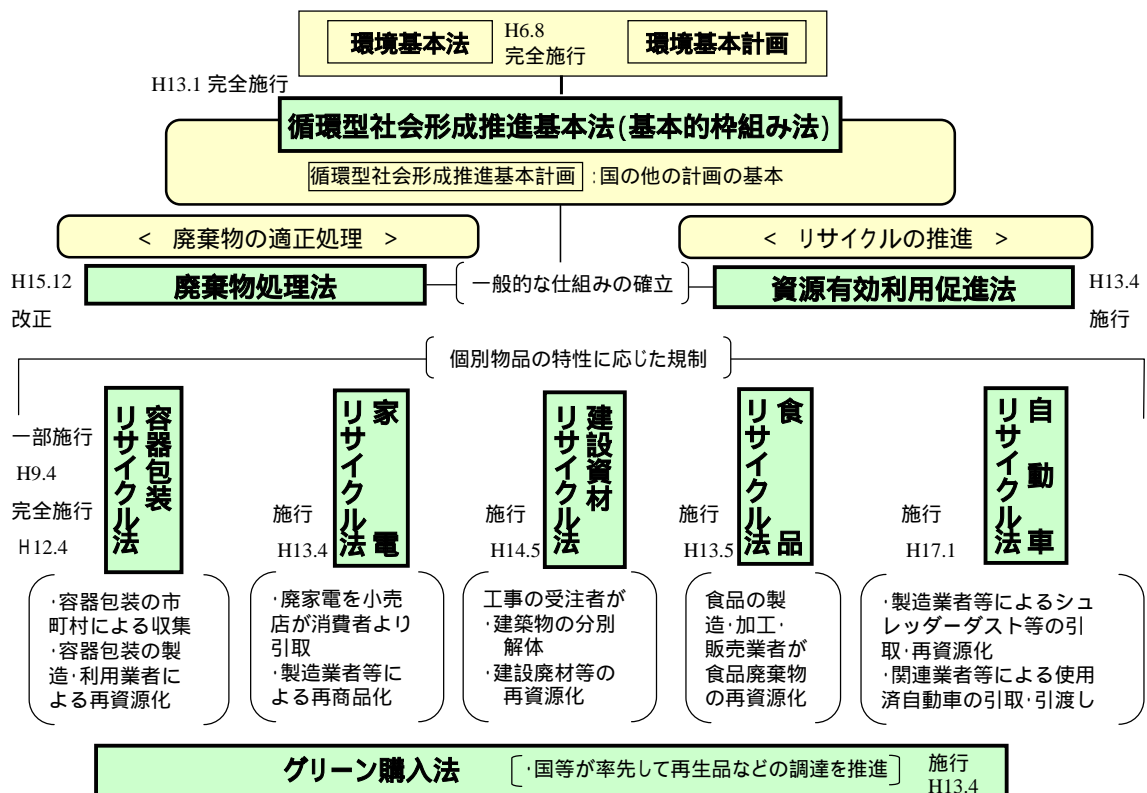 環境基本法
H6.8
完全施行
環境基本計画
H13.1 完全施行
循環型社会形成推進基本法(基本的枠組み法)
循環型社会形成推進基本計画 :国の他の計画の基本
< 廃棄物の適正処理 >
< リサイクルの推進 >
H15.12
改正
廃棄物処理法
一般的な仕組みの確立
資源有効利用促進法
H13.4
施行
個別物品の特性に応じた規制
一部施行
H9.4
完全施行
H12.4
容器包装
リサイクル法
施行
H13.4
家電
リサイクル法
施行
H14.5
建設資材
リサイクル法
施行
H13.5
食品
リサイクル法
施行
H17.1
自動車
リサイクル法
・容器包装の市
町村による収集
・容器包装の製
造・利用業者に
よる再資源化
・廃家電を小売
店が消費者より
引取
・製造業者等に
よる再商品化
工事の受注者が
・建築物の分別
解体
・建設廃材等の
再資源化
食品の製
造・加工・
販売業者が
食品廃棄物
の再資源化
・製造業者等によるシュ
レッダーダスト等の引
取・再資源化
・関連業者等による使用
済自動車の引取・引渡し
グリーン購入法
・国等が率先して再生品などの調達を推進
施行
H13.4